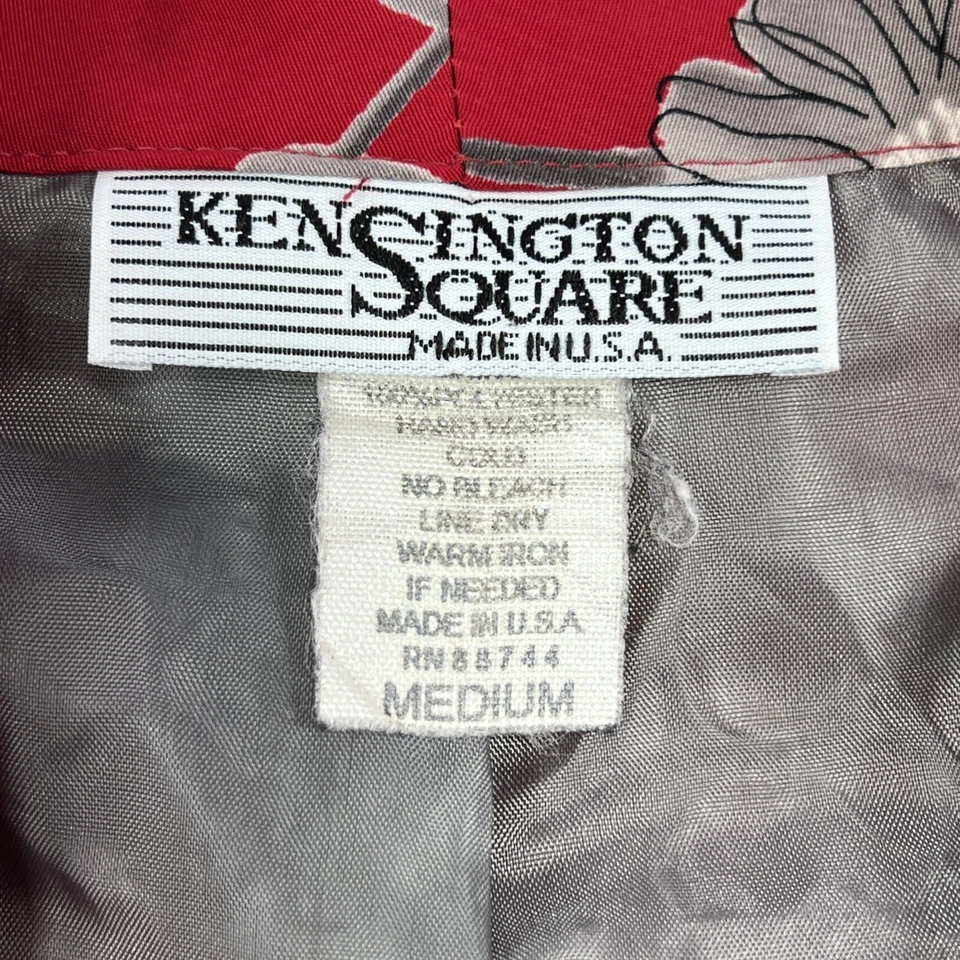 KENSINGTON
SQUARE
MADE IN U.S.A.
100% POLYESTER
HAND WASH
COLD
NO BLEACH
LINE DRY
WARM IRON
IF NEEDED
MADE IN U.S.A
RN 88744
MEDIUM